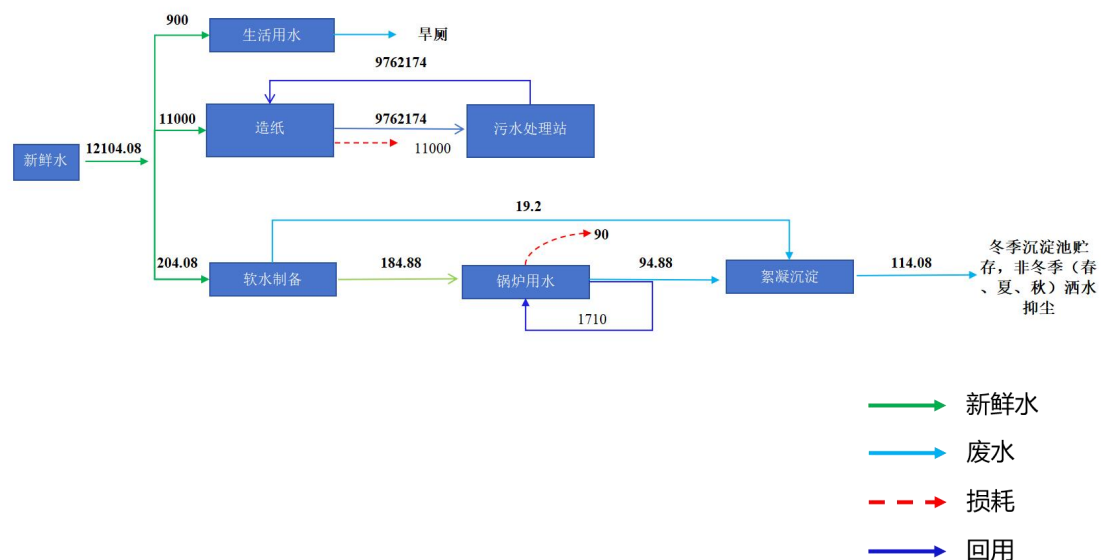 900
生活用水
旱厕
9762174
11000
造纸
9762174
污水处理站
11000
新鲜水
12104.08
19.2
90
204.08
软水制备
184.88
锅炉用水
94.88
絮凝沉淀
114.08
冬季沉淀池贮
存，非冬季（春
、夏、秋）洒水
抑尘
1710
新鲜水
废水
损耗
回用